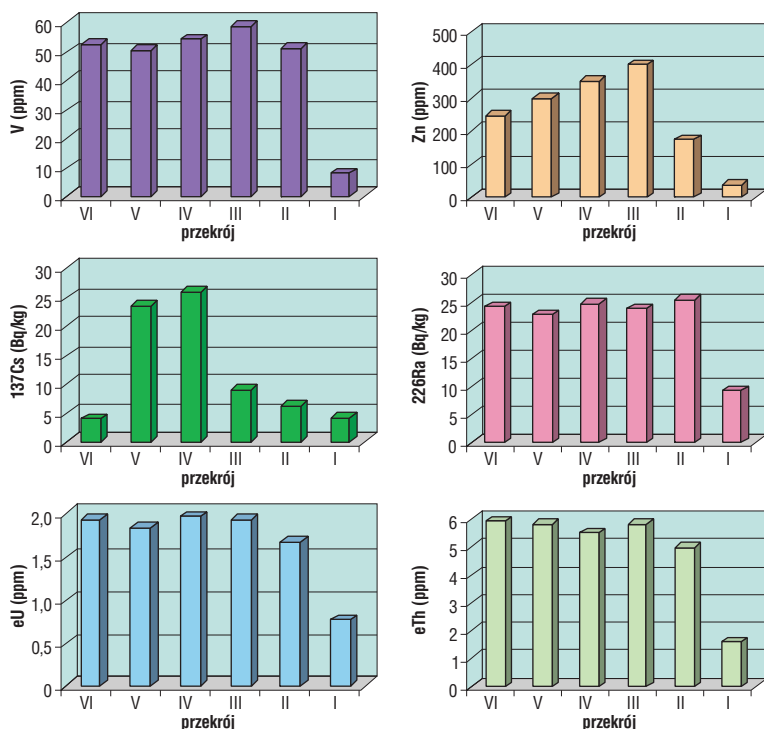 V (ppm)
60
50
40
30
20
10
0
VI V IV III II I
przekrój
Zn (ppm)
500
400
300
200
100
0
VI V IV III II I
przekrój
137Cs (Bq/kg)
30
25
20
15
10
5
0
VI V IV III II I
przekrój
226Ra (Bq/kg)
30
25
20
15
10
5
0
VI V IV III II I
przekrój
eU (ppm)
2,0
1,5
1,0
0,5
0
VI V IV III II I
przekrój
eTh (ppm)
6
5
4
3
2
1
0
VI V IV III II I
przekrój